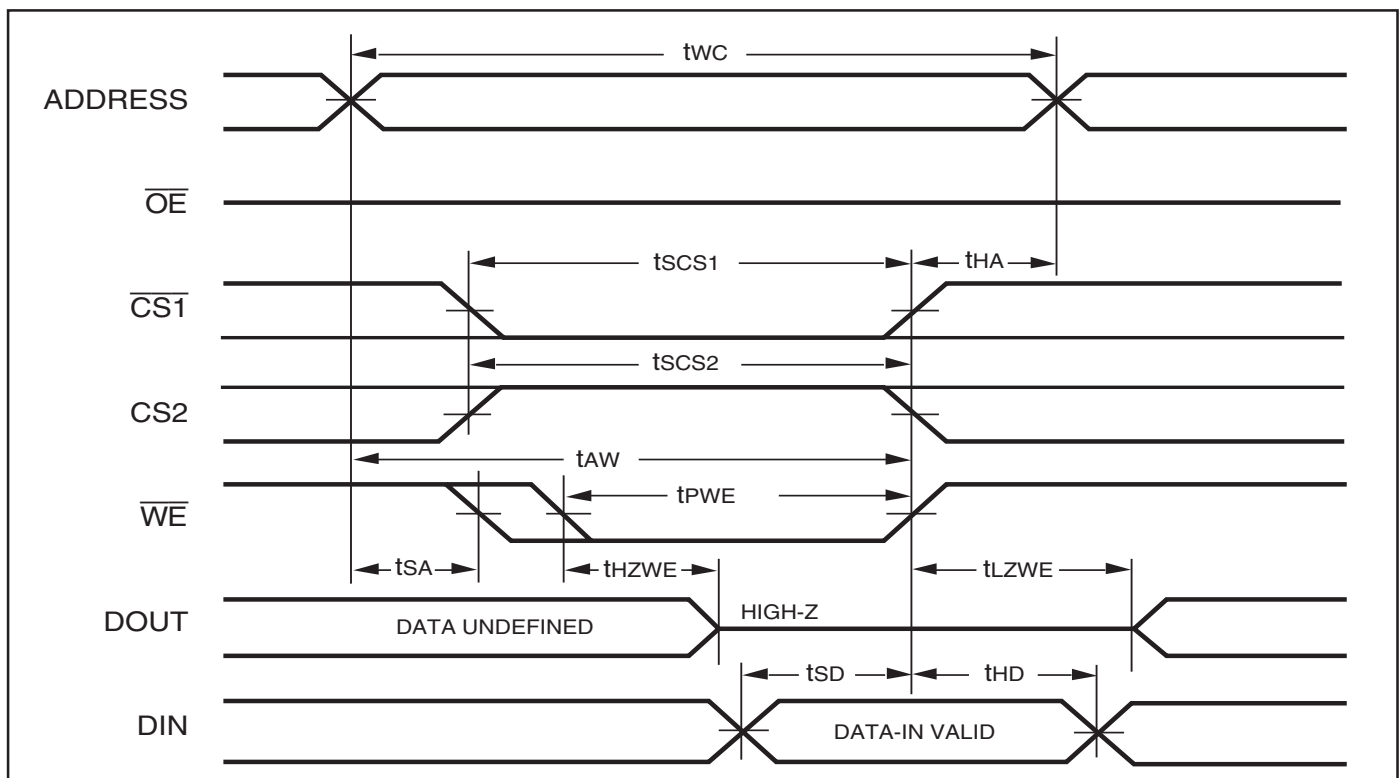 tWC
ADDRESS
OE
tSCS1
tHA
CS1
tSCS2
CS2
tAW
tPWE
WE
tSA
tHZWE
tLZWE
DOUT
DATA UNDEFINED
HIGH-Z
tSD
tHD
DIN
DATA-IN VALID